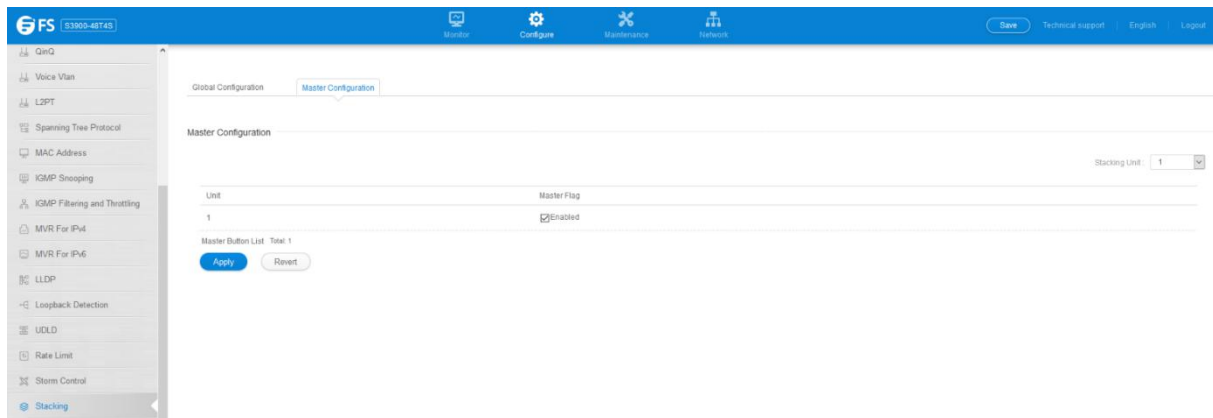 FS S3900-48T4S
Monitor
Configure
Maintenance
Network
Save
Technical support
English
Logout
QinQ
Voice Vlan
L2PT
Spanning Tree Protocol
MAC Address
IGMP Snooping
IGMP Filtering and Throttling
MVR For IPv4
MVR For IPv6
LLDP
Loopback Detection
UDLD
Rate Limit
Storm Control
Stacking
Global Configuration
Master Configuration
Master Configuration
Stacking Unit : 1
Unit Master Flag
1 Enabled
Master Button List Total: 1
Apply Revert